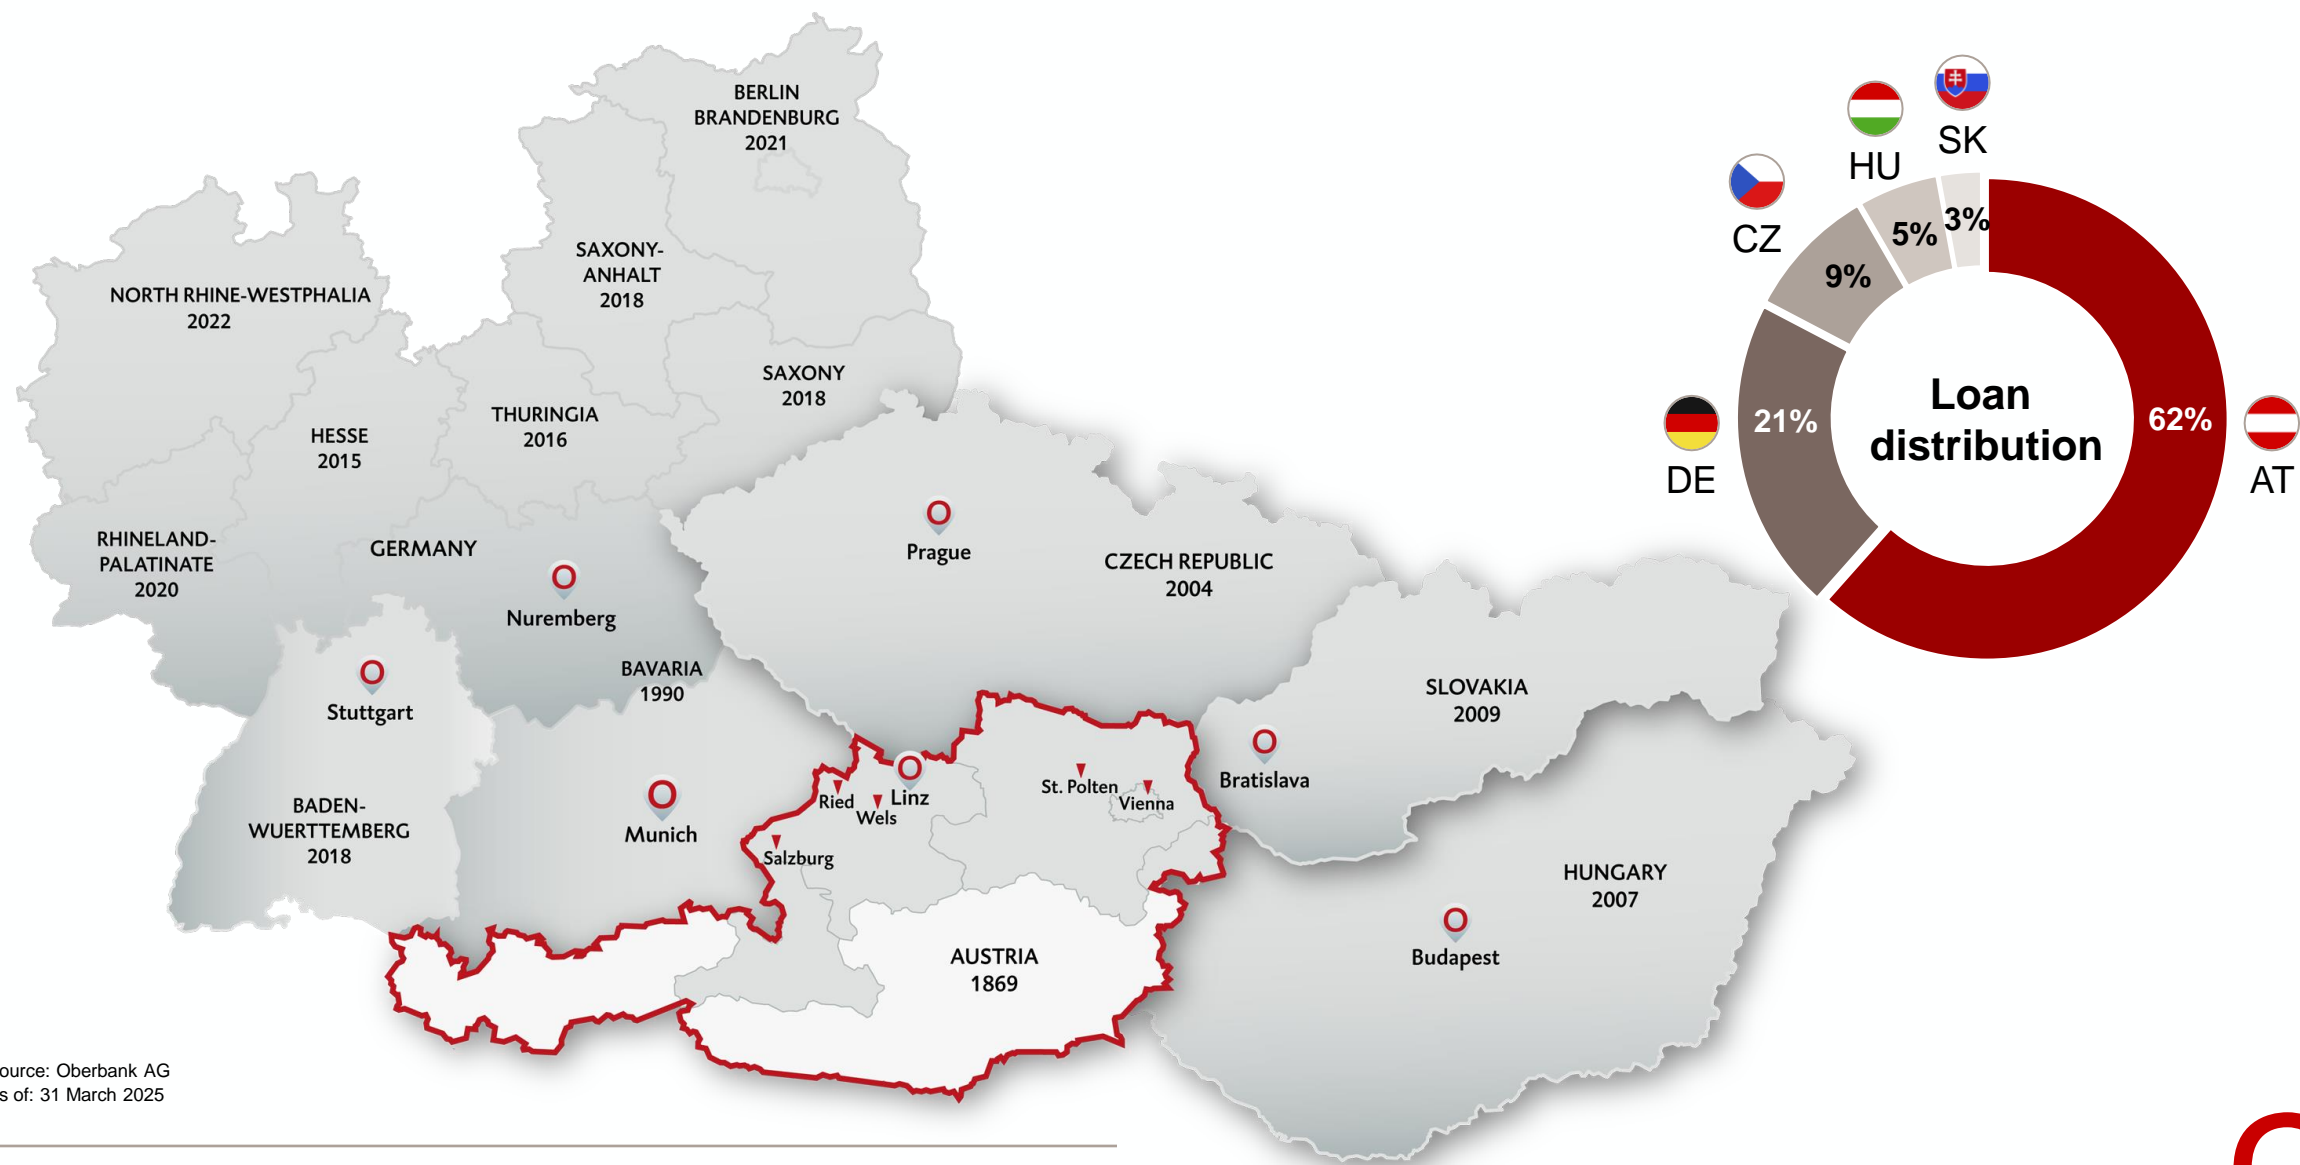 BERLIN
BRANDENBURG
2021
SAXONY-
ANHALT
2018
NORTH RHINE-WESTPHALIA
2022
SAXONY
2018
THURINGIA
2016
HESSE
2015
RHINELAND-
PALATINATE
2020
GERMANY
Nuremberg
BAVARIA
1990
Stuttgart
BADEN-
WUERTTEMBERG
2018
Munich
Prague
CZECH REPUBLIC
2004
SLOVAKIA
2009
Bratislava
HUNGARY
2007
Budapest
Ried
Wels
Linz
St. Polten
Vienna
Salzburg
AUSTRIA
1869
SK
HU
CZ
DE
AT
3%
5%
9%
21%
62%
Loan
distribution
ource: Oberbank AG
s of: 31 March 2025